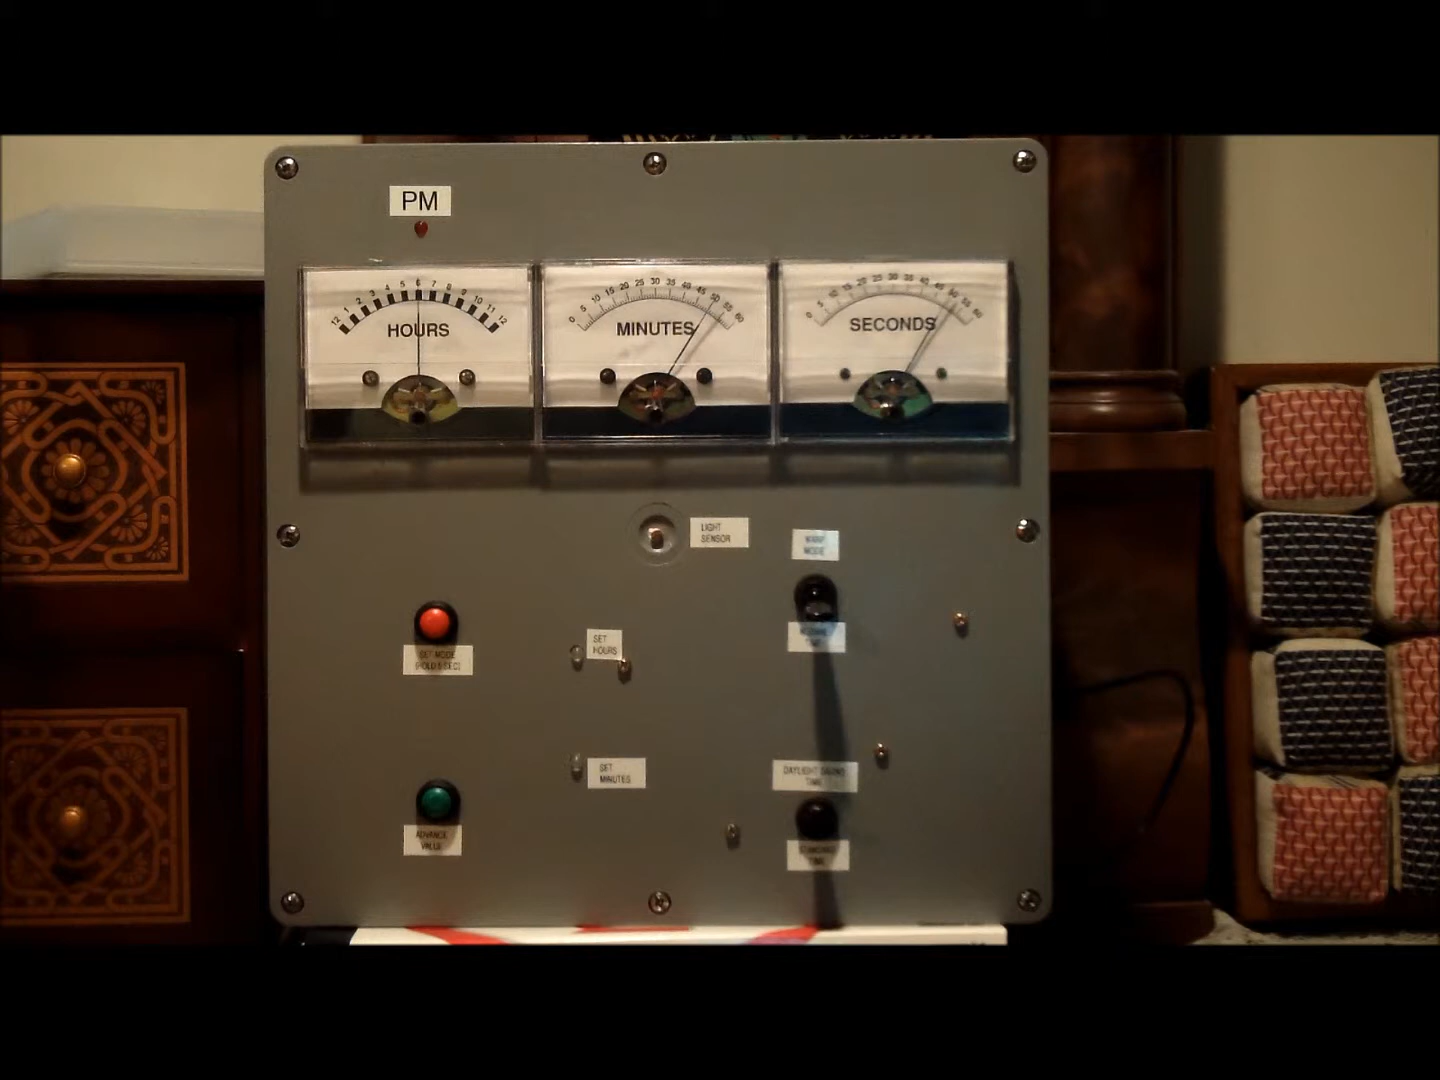 PM
12 1 2 3 4 5 6 7 8 9 10 11 12
HOURS
0 5 10 15 20 25 30 35 40 45 50 55 60
MINUTES
0 5 10 15 20 25 30 35 40 45 50 55 60
SECONDS
LIGHT
SENSOR
WARP
MODE
SET
HOURS
SET MODE
(HOLD 5 SEC)
SET
MINUTES
DAYLIGHT SAVING
TIME
ADVANCE
VALUE
STANDARD
TIME